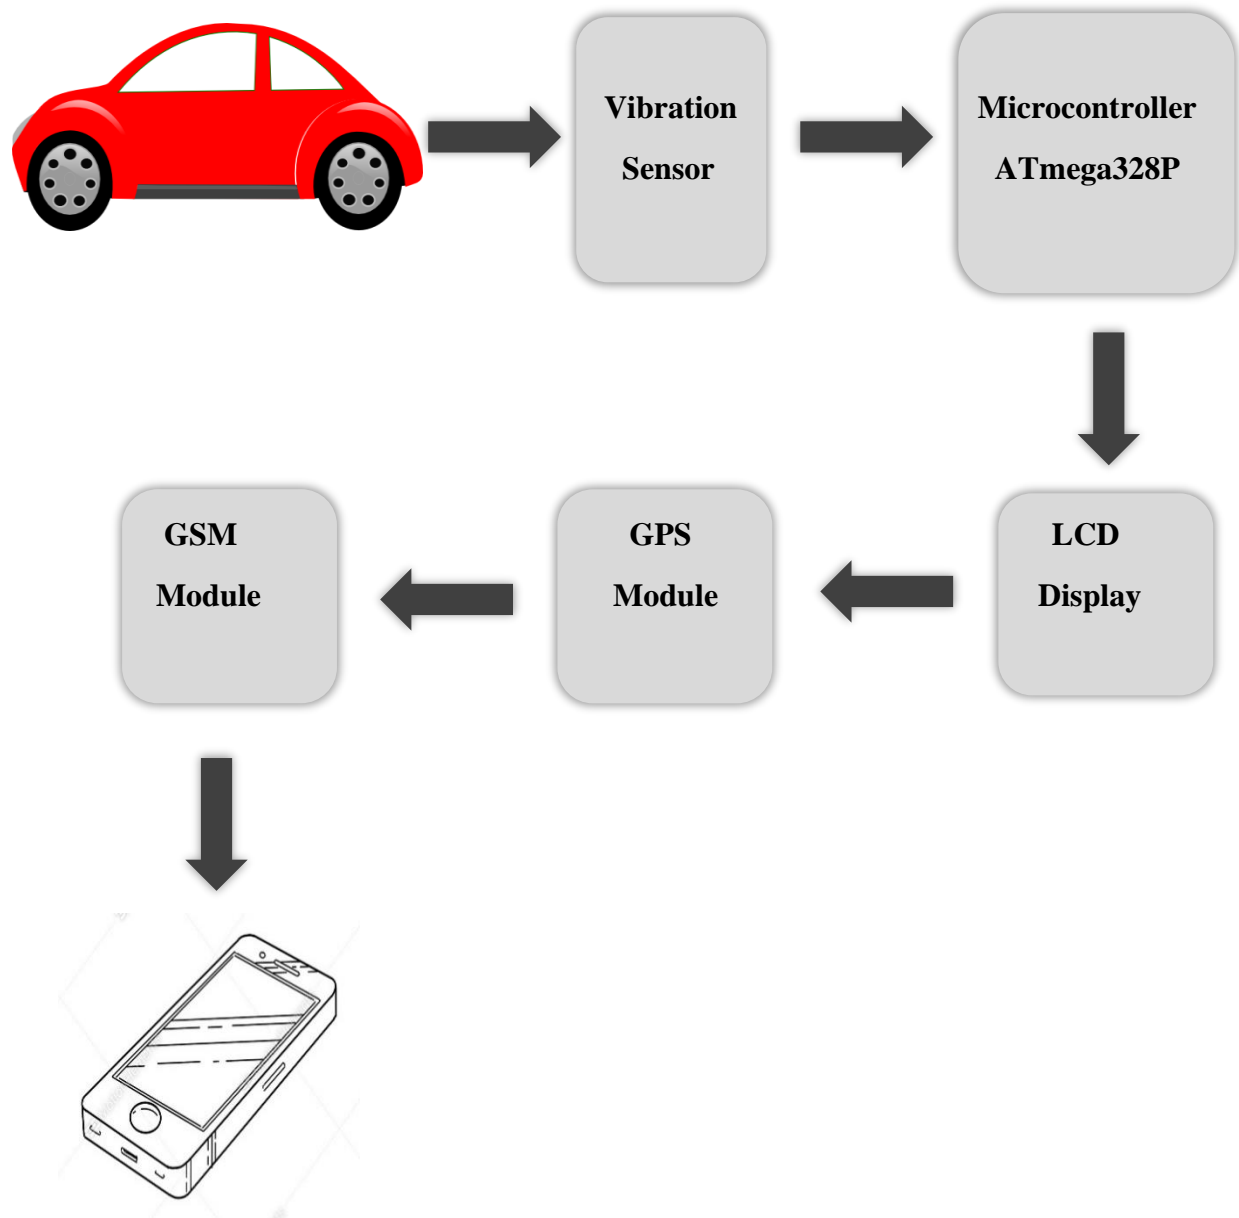 Vibration
Sensor
Microcontroller
ATmega328P
GSM
Module
GPS
Module
LCD
Display